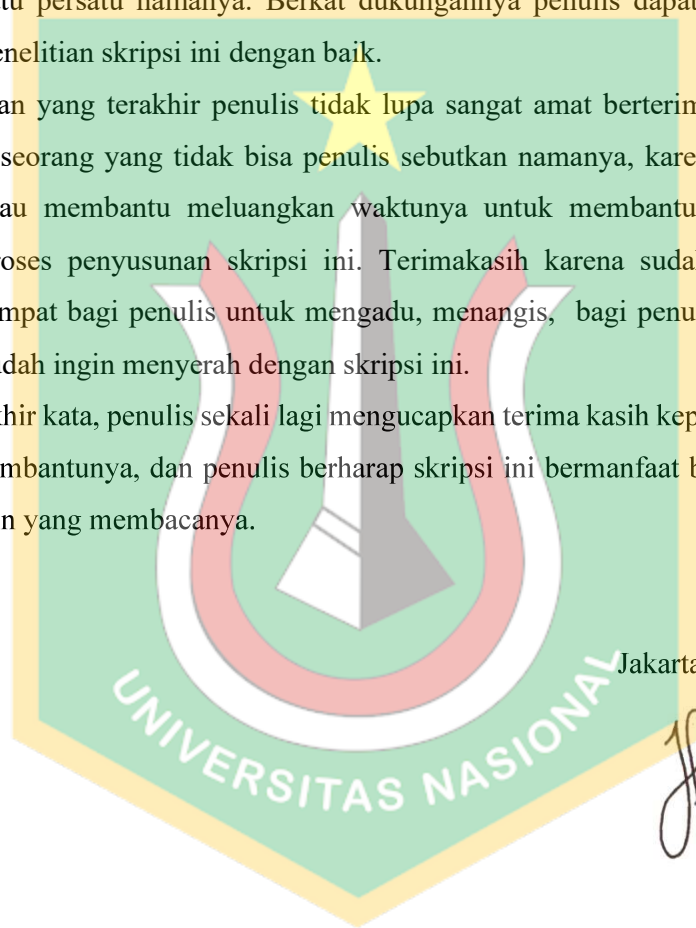 persatu namanya. Berkat dukungannya penulis dapat
enelitian skripsi ini dengan baik.
an yang terakhir penulis tidak lupa sangat amat berterim
seorang yang tidak bisa penulis sebutkan namanya, kare
au membantu meluangkan waktunya untuk membantu
roses penyusunan skripsi ini. Terimakasih karena suda
mpat bagi penulis untuk mengadu, menangis, bagi penu
dah ingin menyerah dengan skripsi ini.
hir kata, penulis sekali lagi mengucapkan terima kasih kep
mbantunya, dan penulis berharap skripsi ini bermanfaat b
n yang membacanya.
Jakarta
UNIVERSITAS NASIONAL